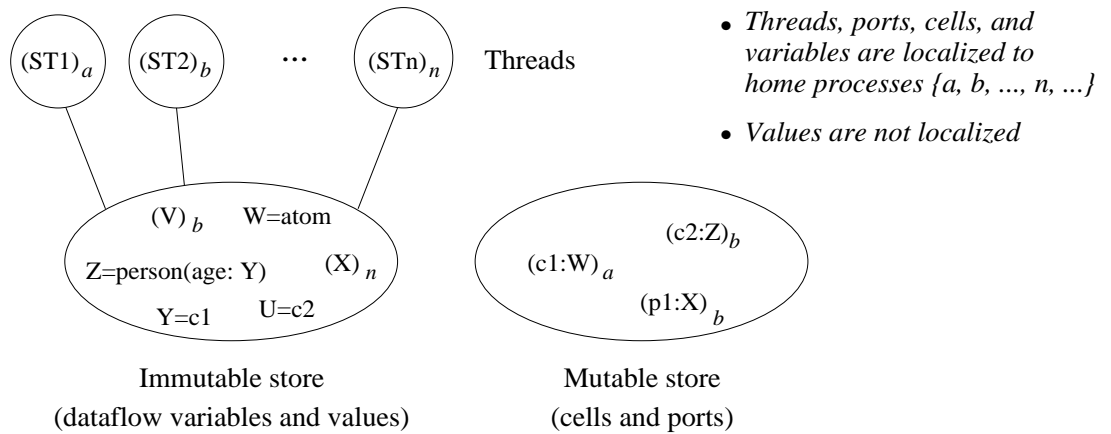 (ST1)a (ST2)b ... (STn)n Threads
• Threads, ports, cells, and
variables are localized to
home processes {a, b, ..., n, ...}
• Values are not localized
(V)b W=atom
Z=person(age: Y) (X)n
Y=c1 U=c2
(c2:Z)b
(c1:W)a
(p1:X)b
Immutable store
(dataflow variables and values)
Mutable store
(cells and ports)